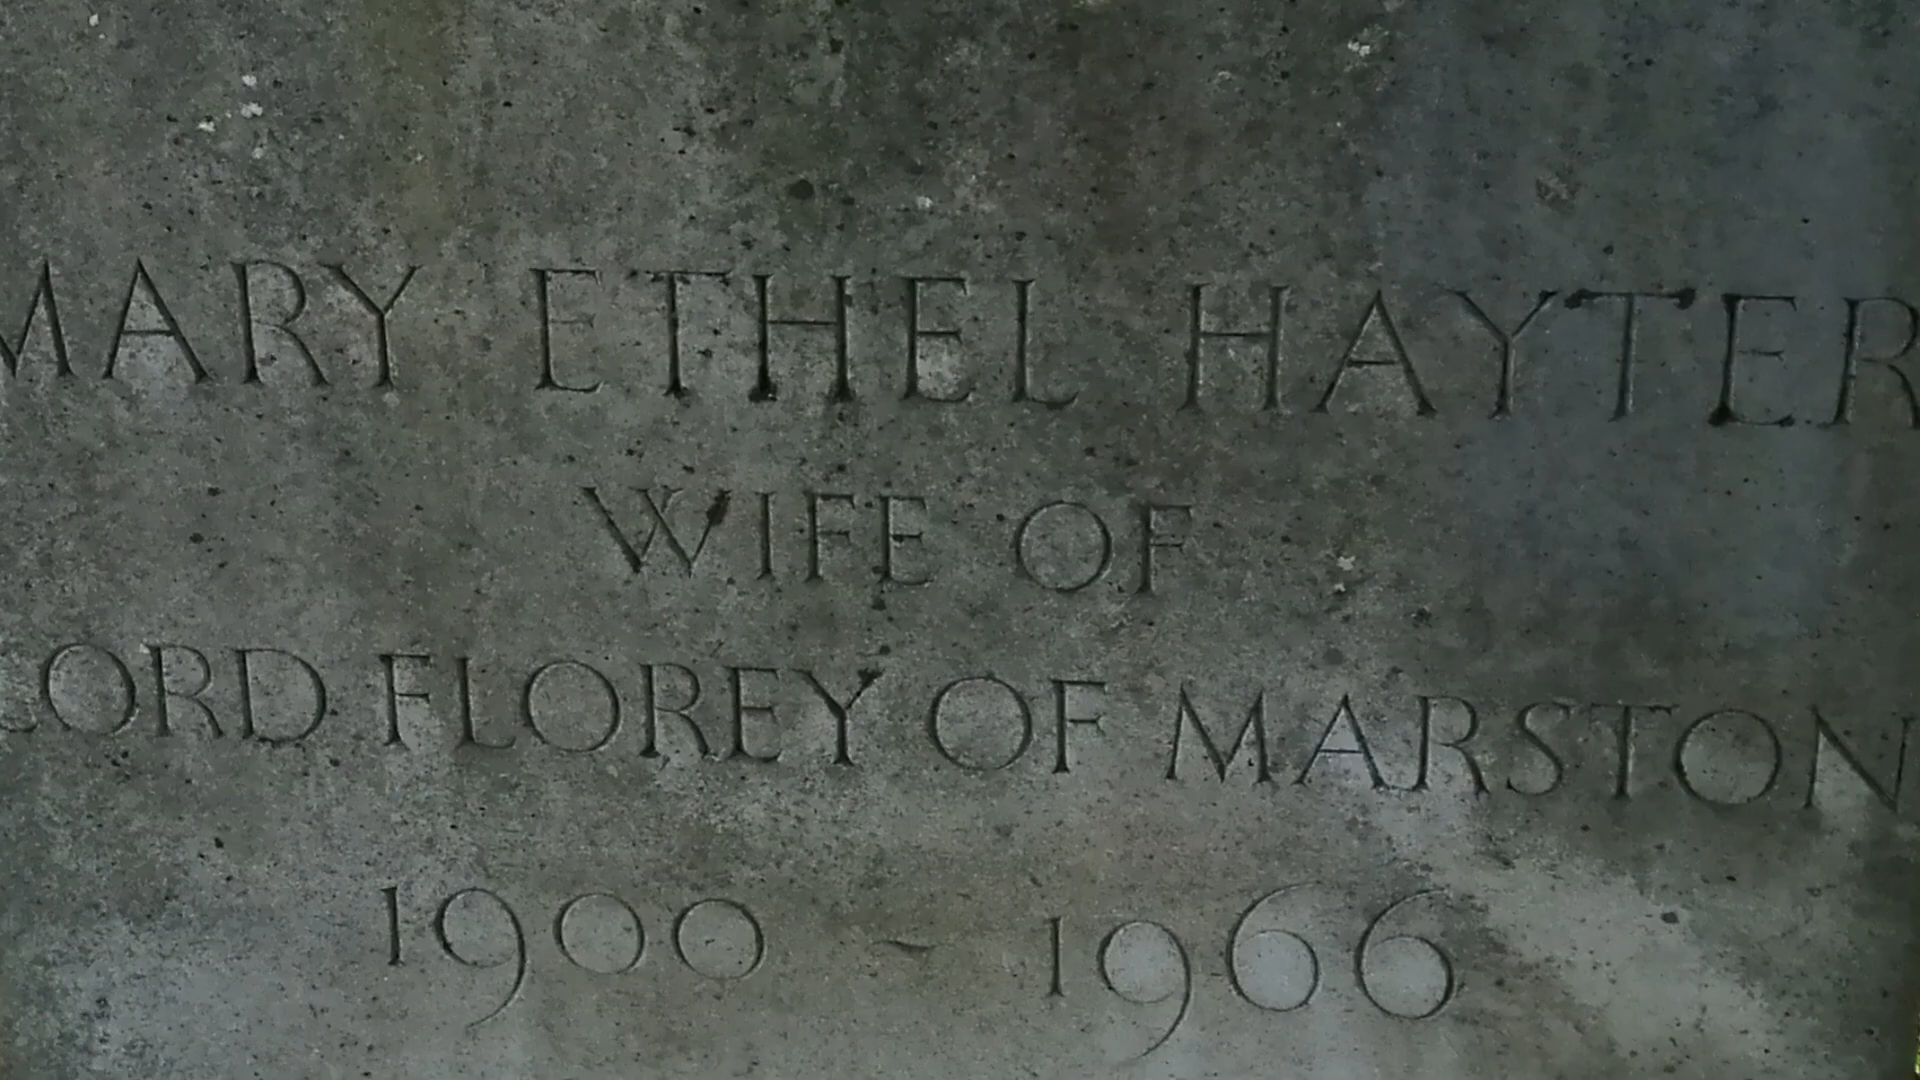 MARY ETHEL HAYTER
WIFE OF
LORD FLOREY OF MARSTON
1900 - 1966